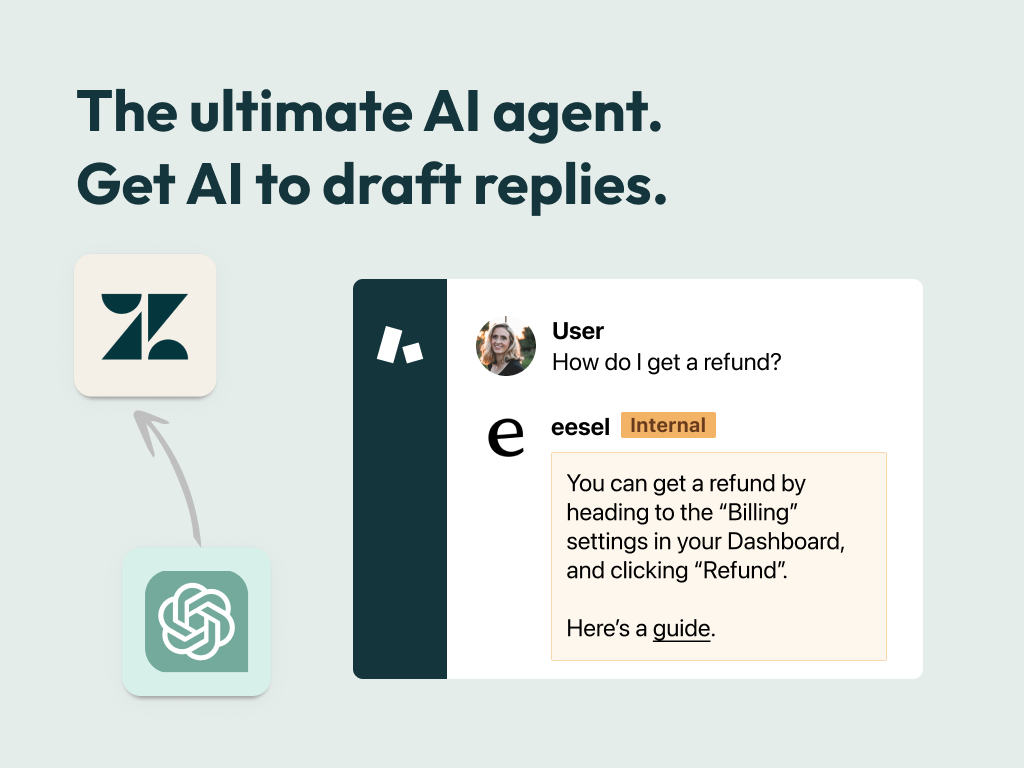 The ultimate AI agent.
Get AI to draft replies.
User
How do I get a refund?
e
eesel Internal
You can get a refund by
heading to the “Billing”
settings in your Dashboard,
and clicking “Refund”.
Here’s a guide.